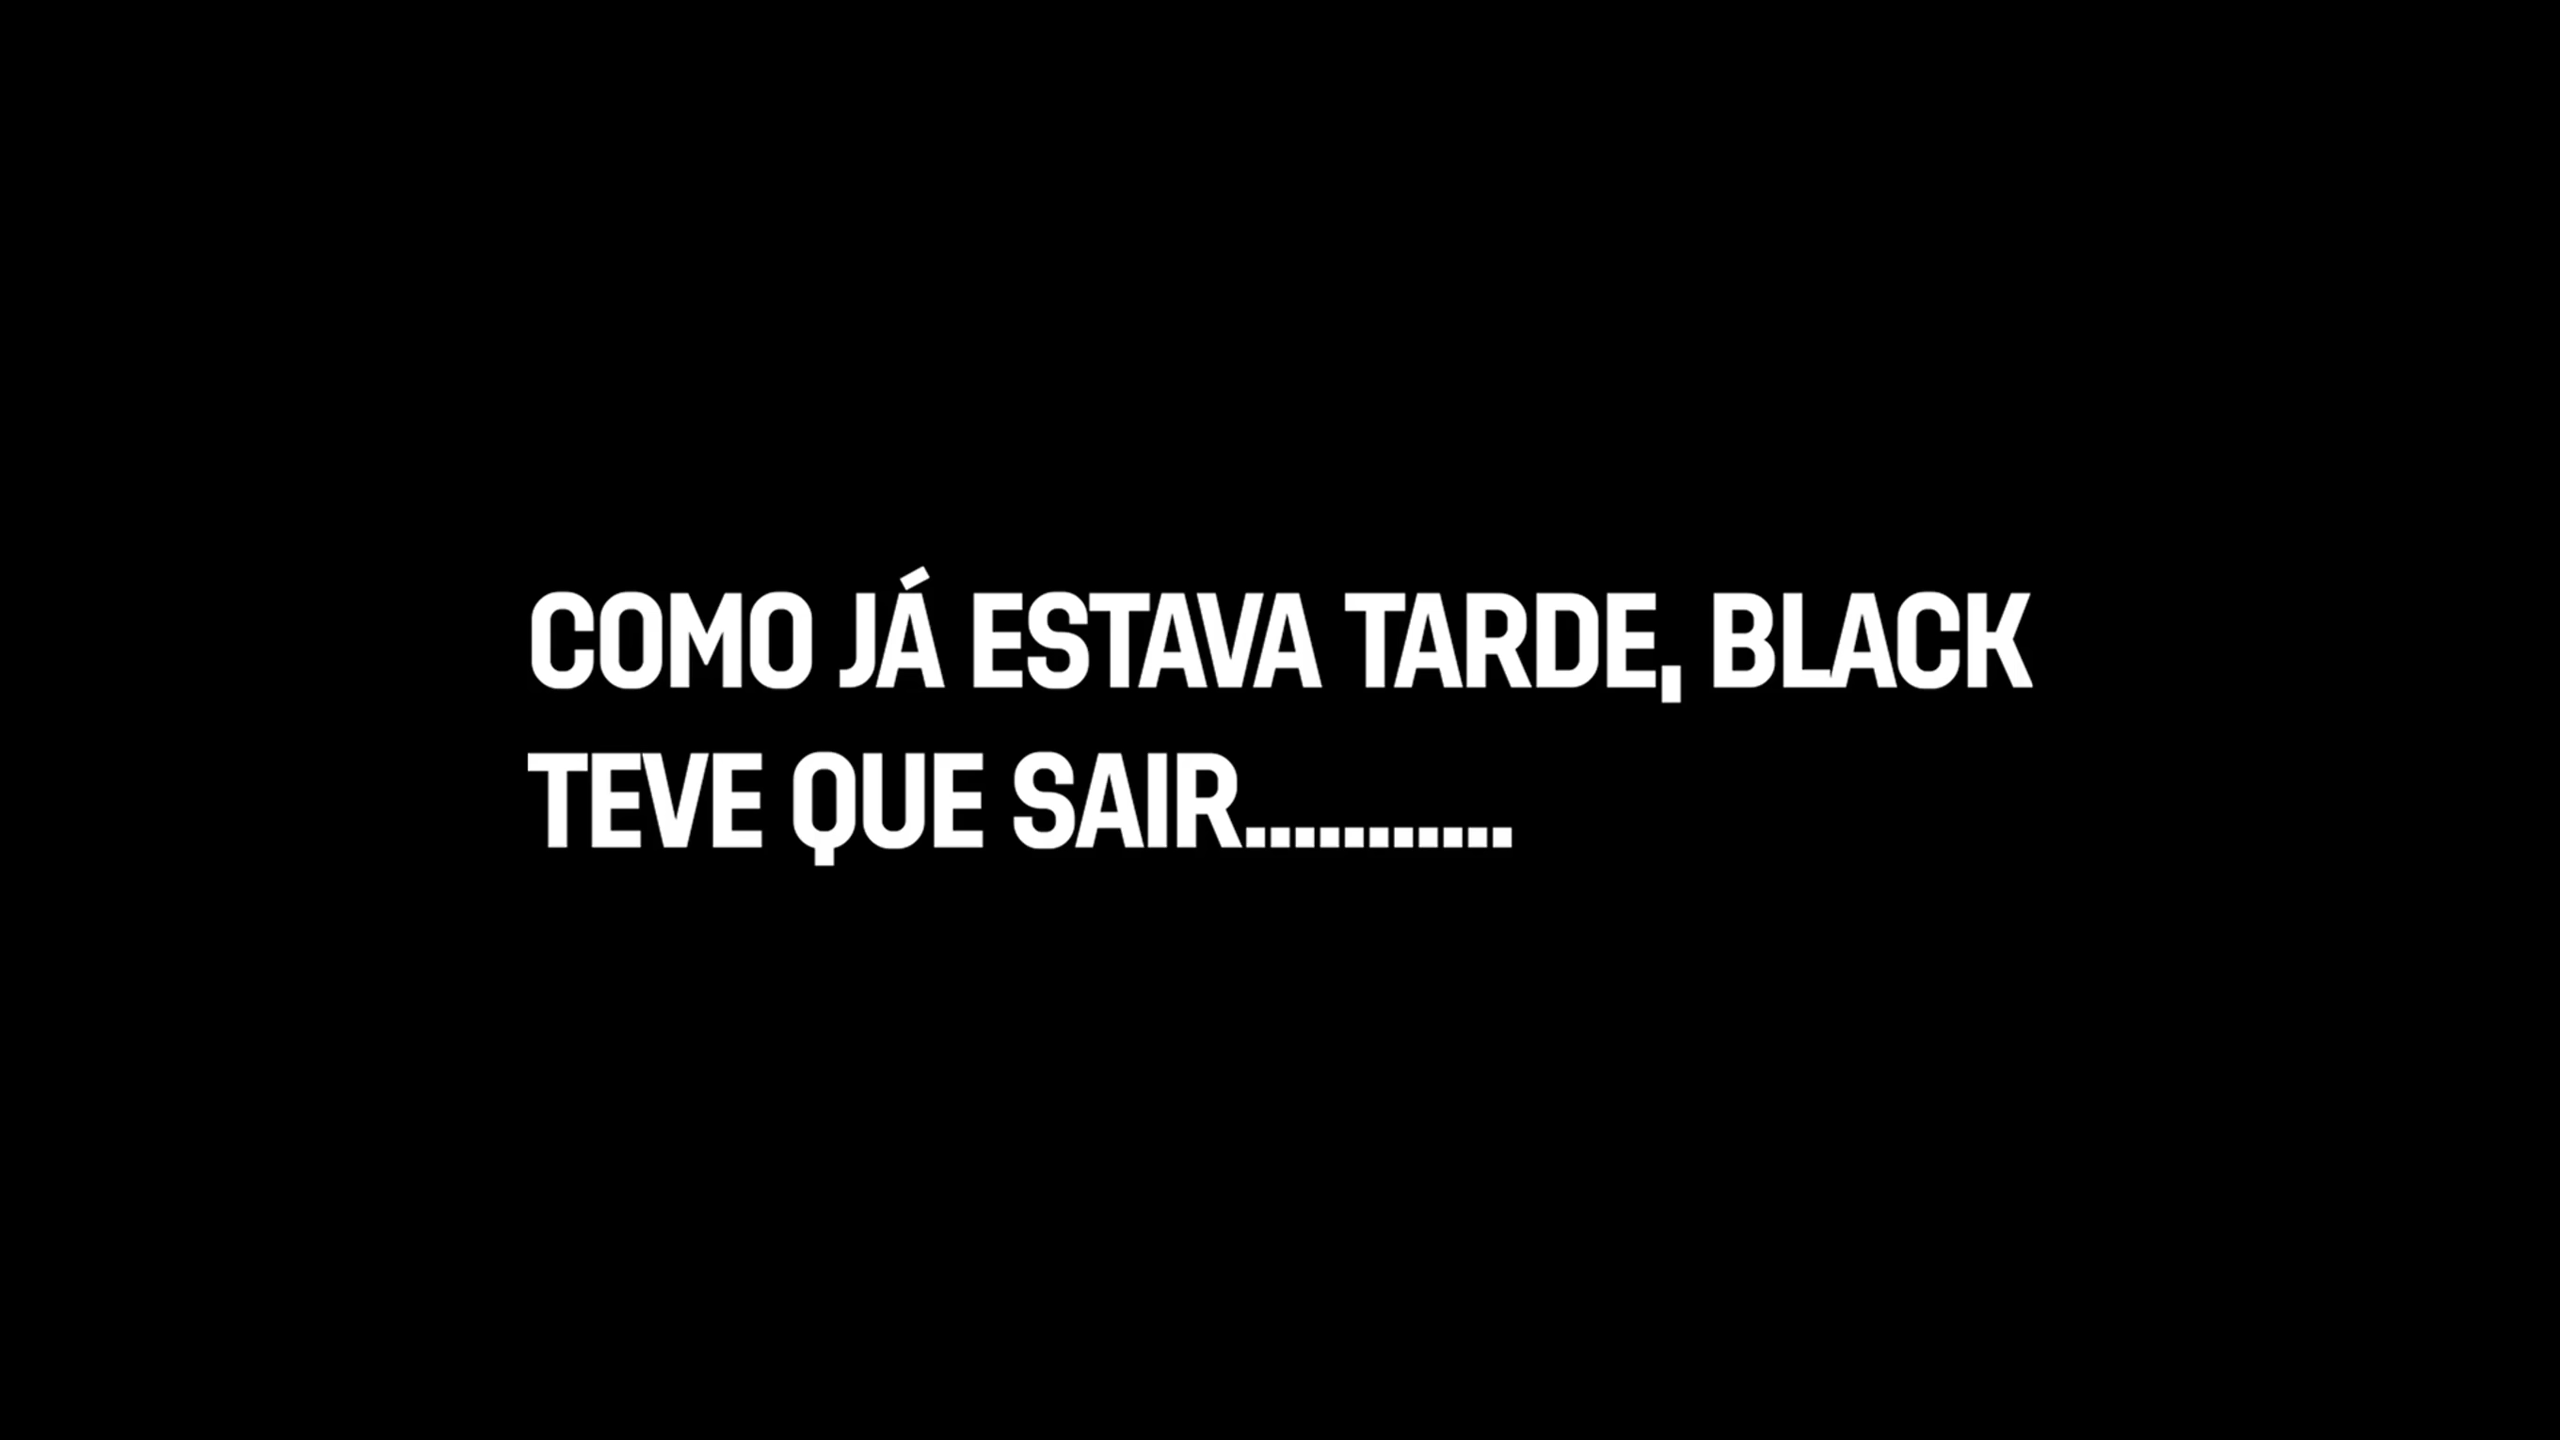 COMO JÁ ESTAVA TARDE, BLACK
TEVE QUE SAIR...........